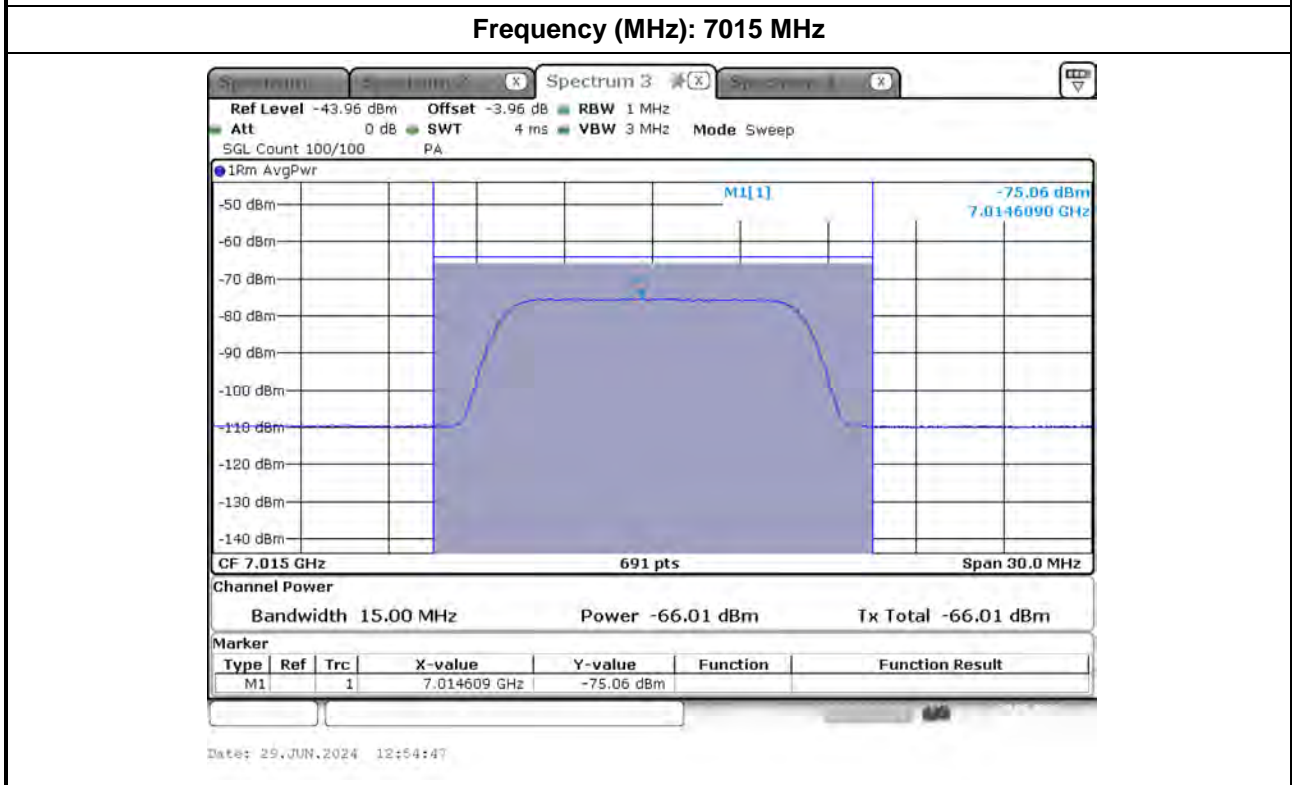 Frequency (MHz): 7015 MHz
Spectrum 3
Ref Level -43.96 dBm Offset -3.96 dB RBW 1 MHz
Att 0 dB SWT 4 ms VBW 3 MHz Mode Sweep
SGL Count 100/100 PA
1Rm AvgPwr
M1[1] -75.06 dBm
7.0146090 GHz
-50 dBm
-60 dBm
-70 dBm
-80 dBm
-90 dBm
-100 dBm
-110 dBm
-120 dBm
-130 dBm
-140 dBm
CF 7.015 GHz 691 pts Span 30.0 MHz
Channel Power
Bandwidth 15.00 MHz Power -66.01 dBm Tx Total -66.01 dBm
Marker
Type Ref Trc X-value Y-value Function Function Result
M1 1 7.014609 GHz -75.06 dBm
Date: 29.JUN.2024 12:54:47